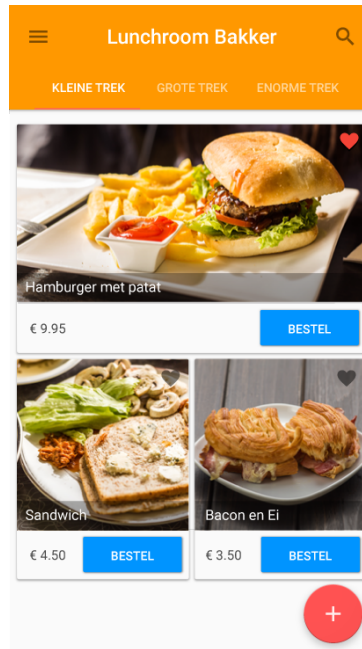 Lunchroom Bakker
KLEINE TREK GROTE TREK ENORME TREK
Hamburger met patat
€ 9.95 BESTEL
Sandwich Bacon en Ei
€ 4.50 BESTEL € 3.50 BESTEL